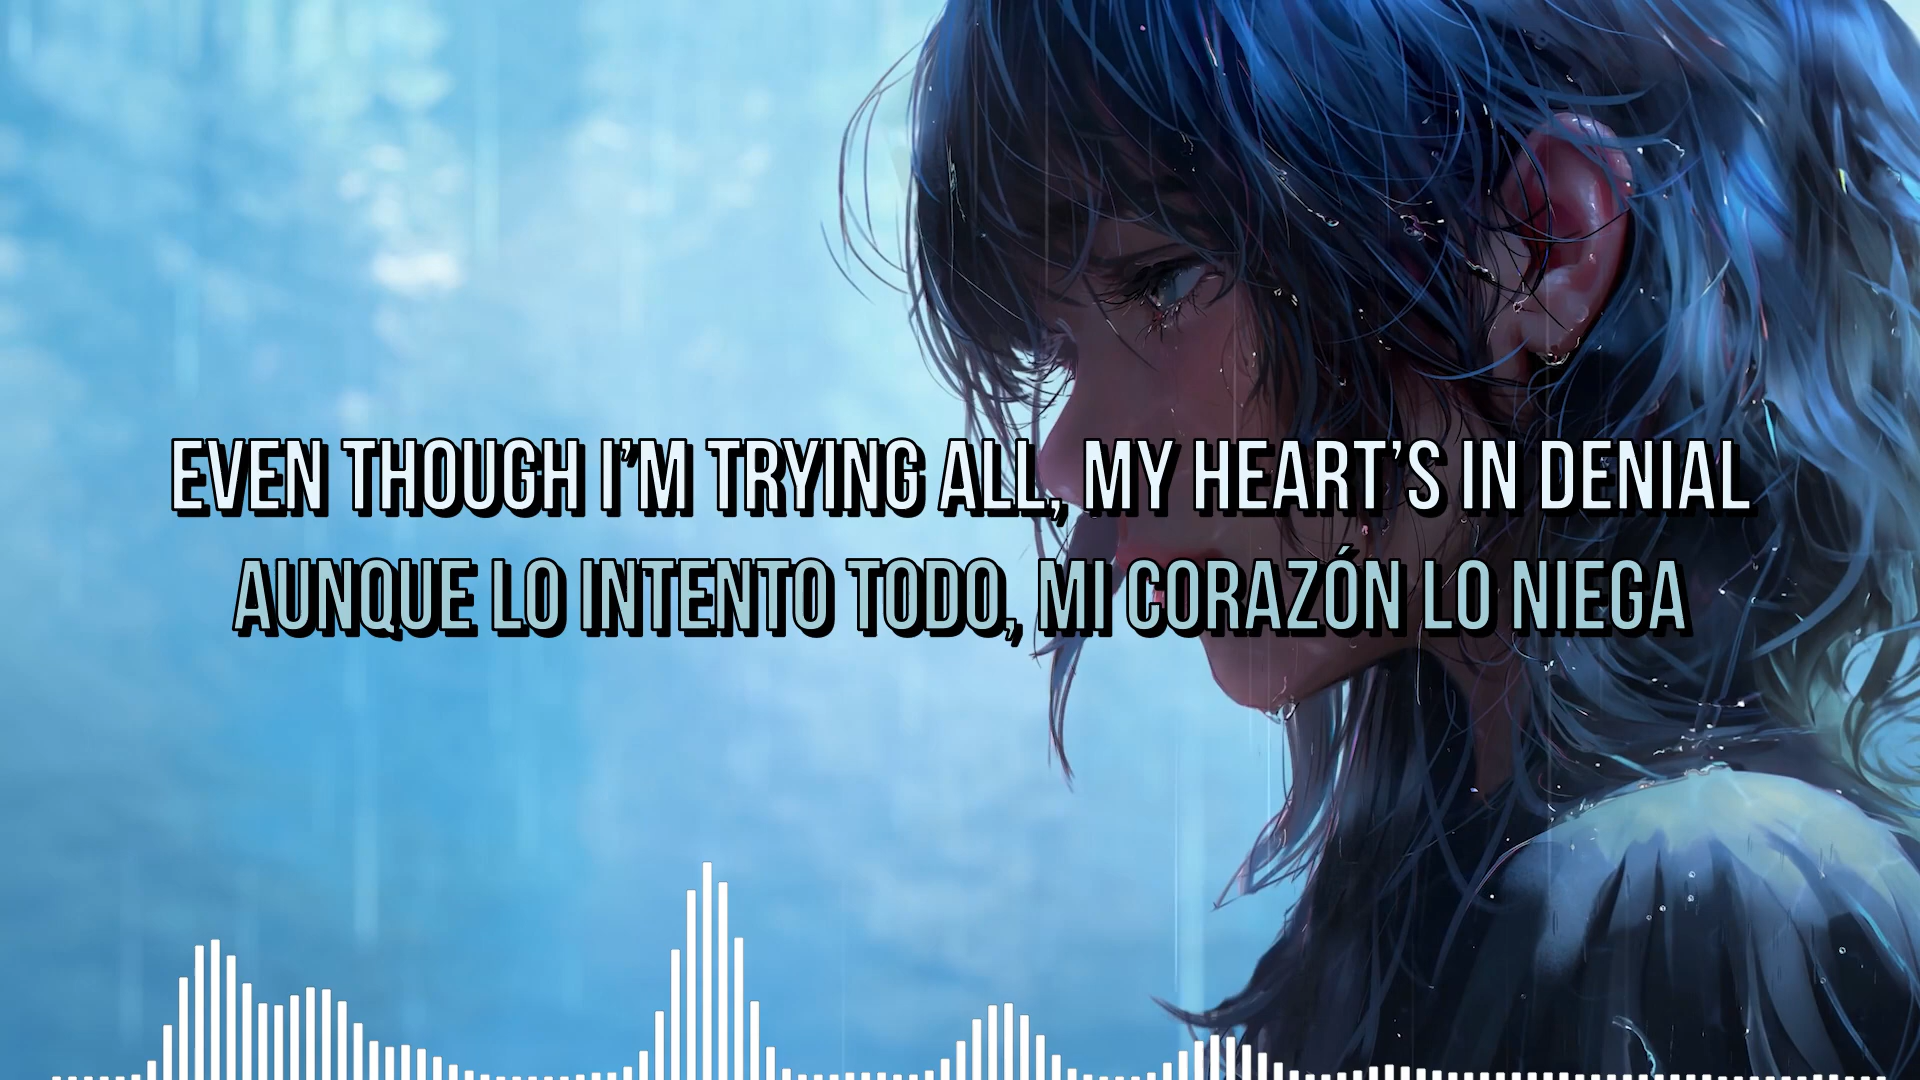 EVEN THOUGH I’M TRYING ALL, MY HEART’S IN DENIAL
AUNQUE LO INTENTO TODO, MI CORAZÓN LO NIEGA